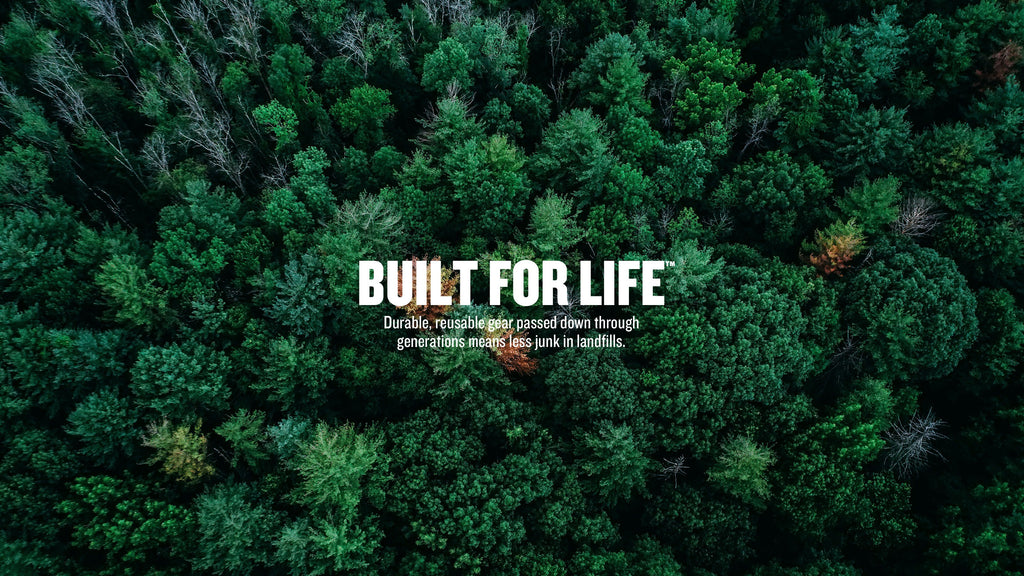 BUILT FOR LIFE™
Durable, reusable gear passed down through
generations means less junk in landfills.